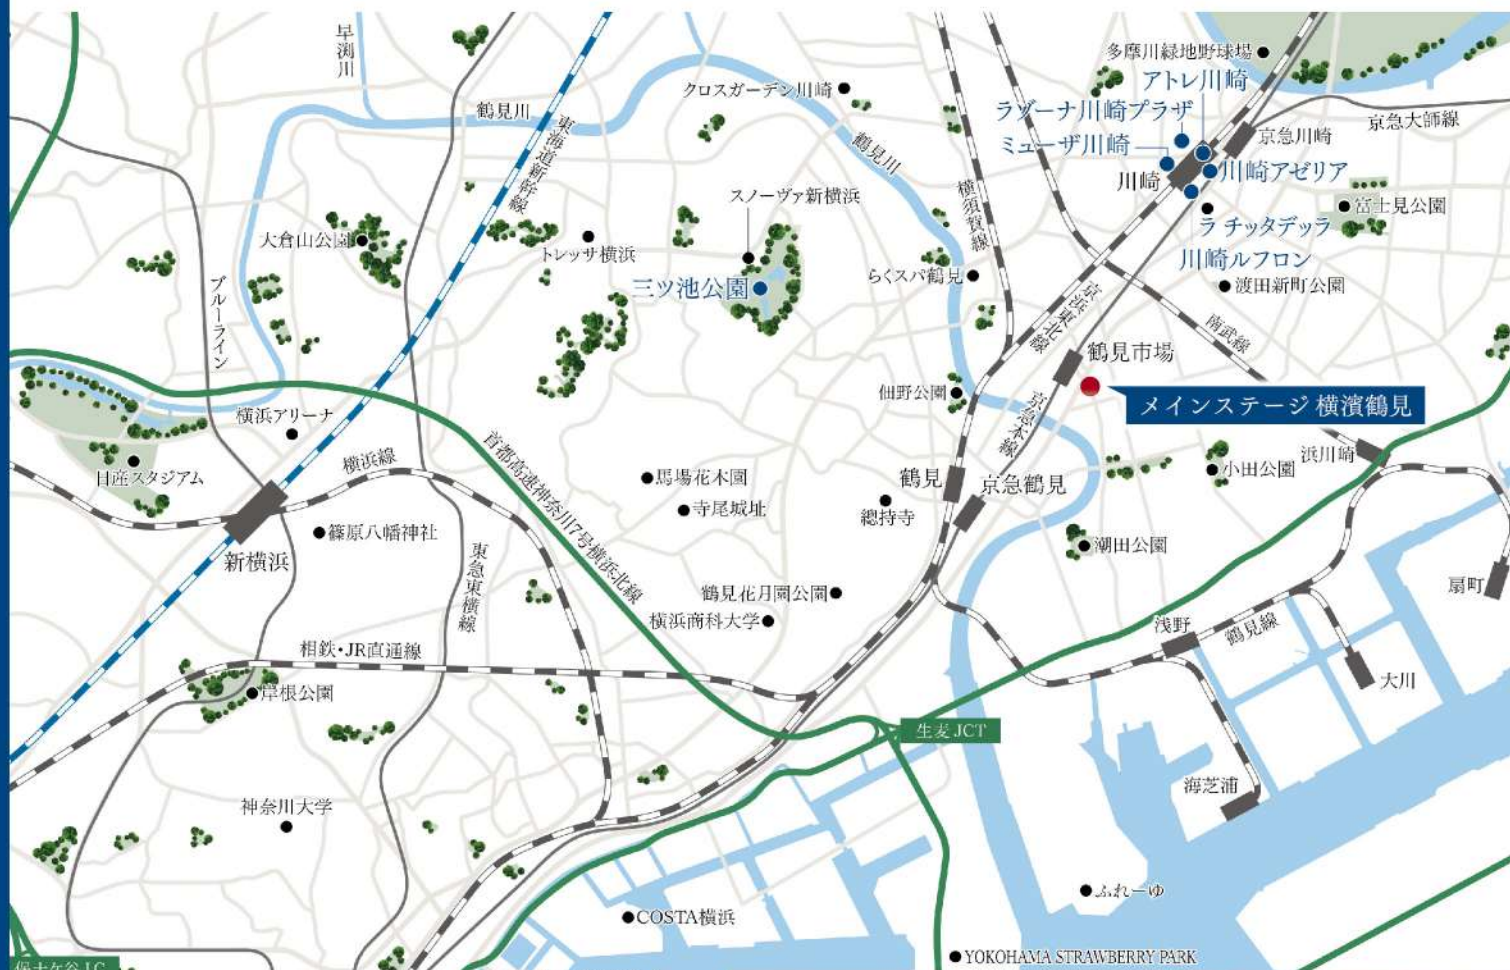 早渕川
鶴見川
東海道新幹線
クロスガーデン川崎
鶴見川
多摩川緑地野球場
アトレ川崎
ラゾーナ川崎プラザ
ミューザ川崎
京急川崎
京急大師線
川崎
川崎アゼリア
富士見公園
ラ チッタデッラ
川崎ルフロン
渡田新町公園
横須賀線
スノーヴァ新横浜
大倉山公園
トレッサ横浜
三ツ池公園
らくスパ鶴見
ブルーライン
京浜東北線
南武線
鶴見市場
メインステージ 横濱鶴見
佃野公園
京急本線
横浜アリーナ
日産スタジアム
横浜線
首都高速神奈川7号横浜北線
馬場花木園
寺尾城址
鶴見
京急鶴見
總持寺
小田公園
浜川崎
篠原八幡神社
新横浜
東急東横線
潮田公園
扇町
鶴見花月園公園
横浜商科大学
浅野
鶴見線
大川
相鉄・JR直通線
岸根公園
生麦 JCT
海芝浦
神奈川大学
ふれーゆ
COSTA横浜
YOKOHAMA STRAWBERRY PARK
保土ケ谷 I.C